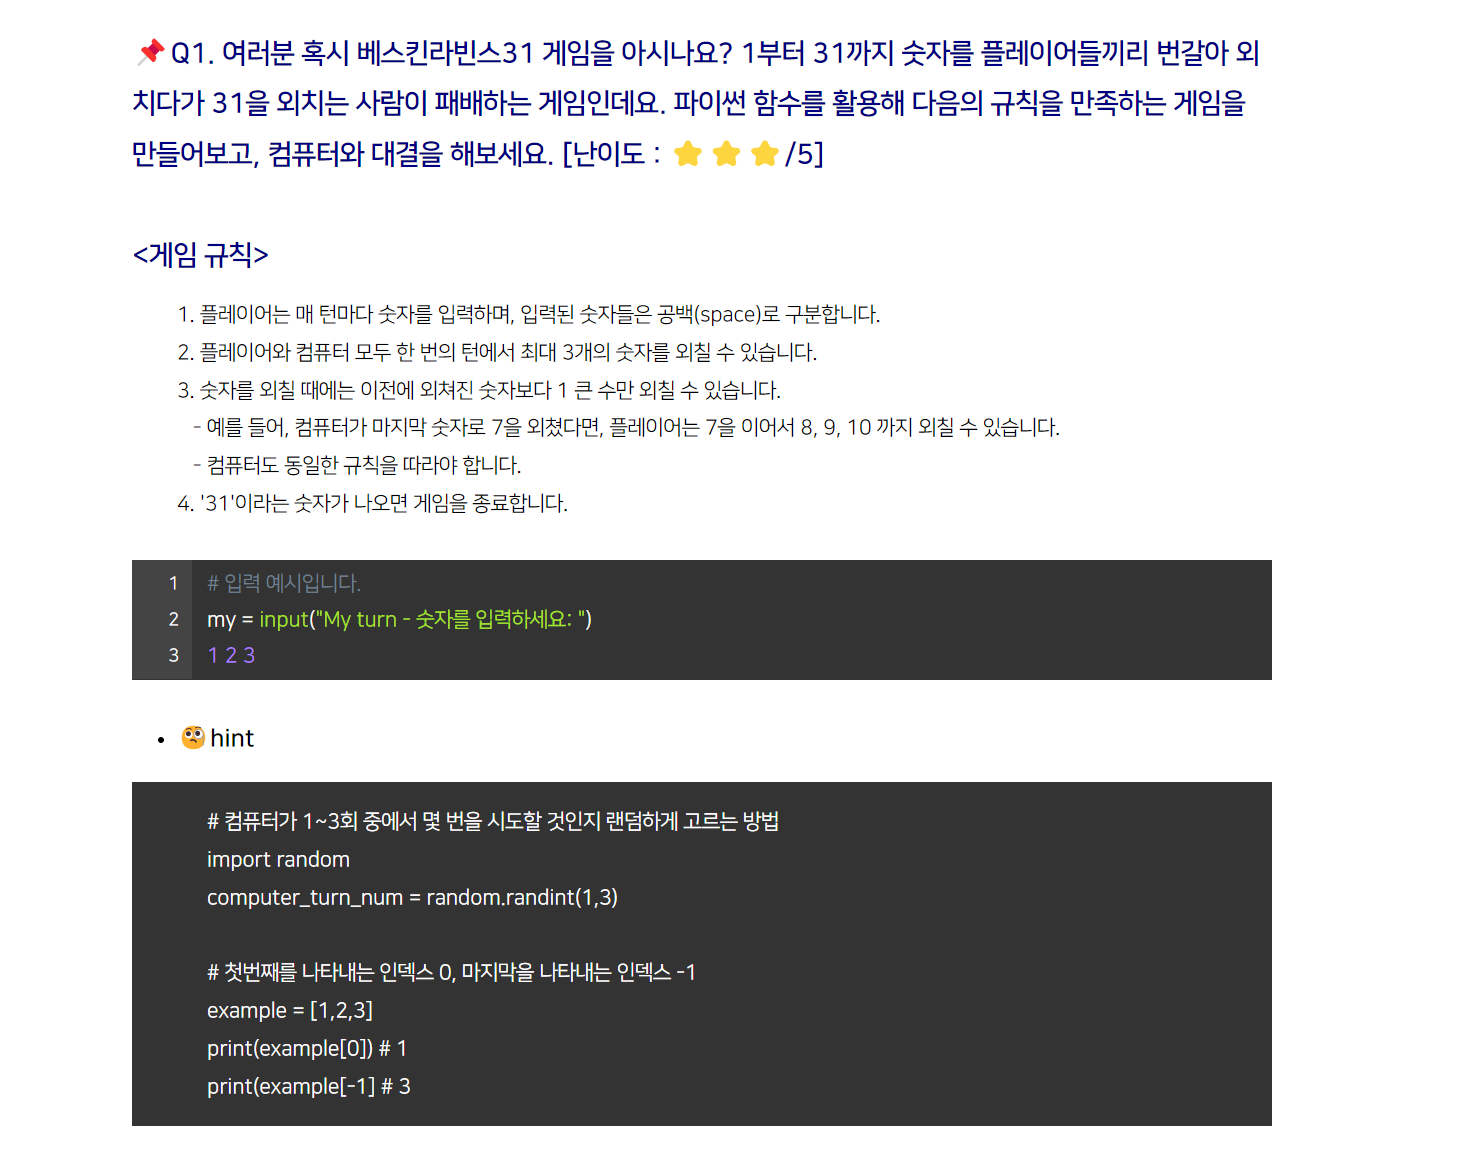 📌Q1. 여러분 혹시 베스킨라빈스31 게임을 아시나요? 1부터 31까지 숫자를 플레이어들끼리 번갈아 외
치다가 31을 외치는 사람이 패배하는 게임인데요. 파이썬 함수를 활용해 다음의 규칙을 만족하는 게임을
만들어보고, 컴퓨터와 대결을 해보세요. [난이도 : ⭐⭐⭐/5]
<게임 규칙>
1. 플레이어는 매 턴마다 숫자를 입력하며, 입력된 숫자들은 공백(space)로 구분합니다.
2. 플레이어와 컴퓨터 모두 한 번의 턴에서 최대 3개의 숫자를 외칠 수 있습니다.
3. 숫자를 외칠 때에는 이전에 외쳐진 숫자보다 1 큰 수만 외칠 수 있습니다.
- 예를 들어, 컴퓨터가 마지막 숫자로 7을 외쳤다면, 플레이어는 7을 이어서 8, 9, 10 까지 외칠 수 있습니다.
- 컴퓨터도 동일한 규칙을 따라야 합니다.
4. '31'이라는 숫자가 나오면 게임을 종료합니다.
1 # 입력 예시입니다.
2 my = input("My turn - 숫자를 입력하세요: ")
3 1 2 3
• 🧐hint
# 컴퓨터가 1~3회 중에서 몇 번을 시도할 것인지 랜덤하게 고르는 방법
import random
computer_turn_num = random.randint(1,3)
# 첫번째를 나타내는 인덱스 0, 마지막을 나타내는 인덱스 -1
example = [1,2,3]
print(example[0]) # 1
print(example[-1] # 3